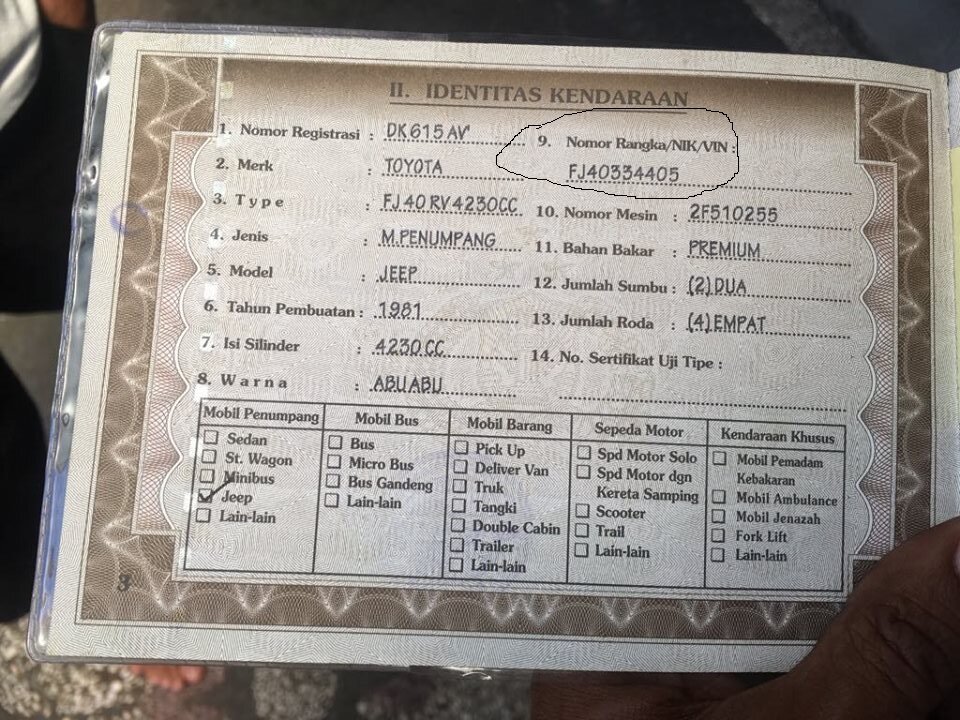 II. IDENTITAS KENDARAAN
1. Nomor Registrasi : DK 615 AV
2. Merk : TOYOTA
3. Type : FJ40RV4230CC
4. Jenis : M.PENUMPANG
5. Model : JEEP
6. Tahun Pembuatan : 1981
7. Isi Silinder : 4230 CC
8. Warna : ABU ABU
9. Nomor Rangka/NIK/VIN :
FJ40334405
10. Nomor Mesin : 2F510255
11. Bahan Bakar : PREMIUM
12. Jumlah Sumbu : (2) DUA
13. Jumlah Roda : (4) EMPAT
14. No. Sertifikat Uji Tipe :
Mobil Penumpang
Sedan
St. Wagon
Minibus
Jeep
Lain-lain
Mobil Bus
Bus
Micro Bus
Bus Gandeng
Lain-lain
Mobil Barang
Pick Up
Deliver Van
Truk
Tangki
Double Cabin
Trailer
Lain-lain
Sepeda Motor
Spd Motor Solo
Spd Motor dgn
Kereta Samping
Scooter
Trail
Lain-lain
Kendaraan Khusus
Mobil Pemadam
Kebakaran
Mobil Ambulance
Mobil Jenazah
Fork Lift
Lain-lain
3